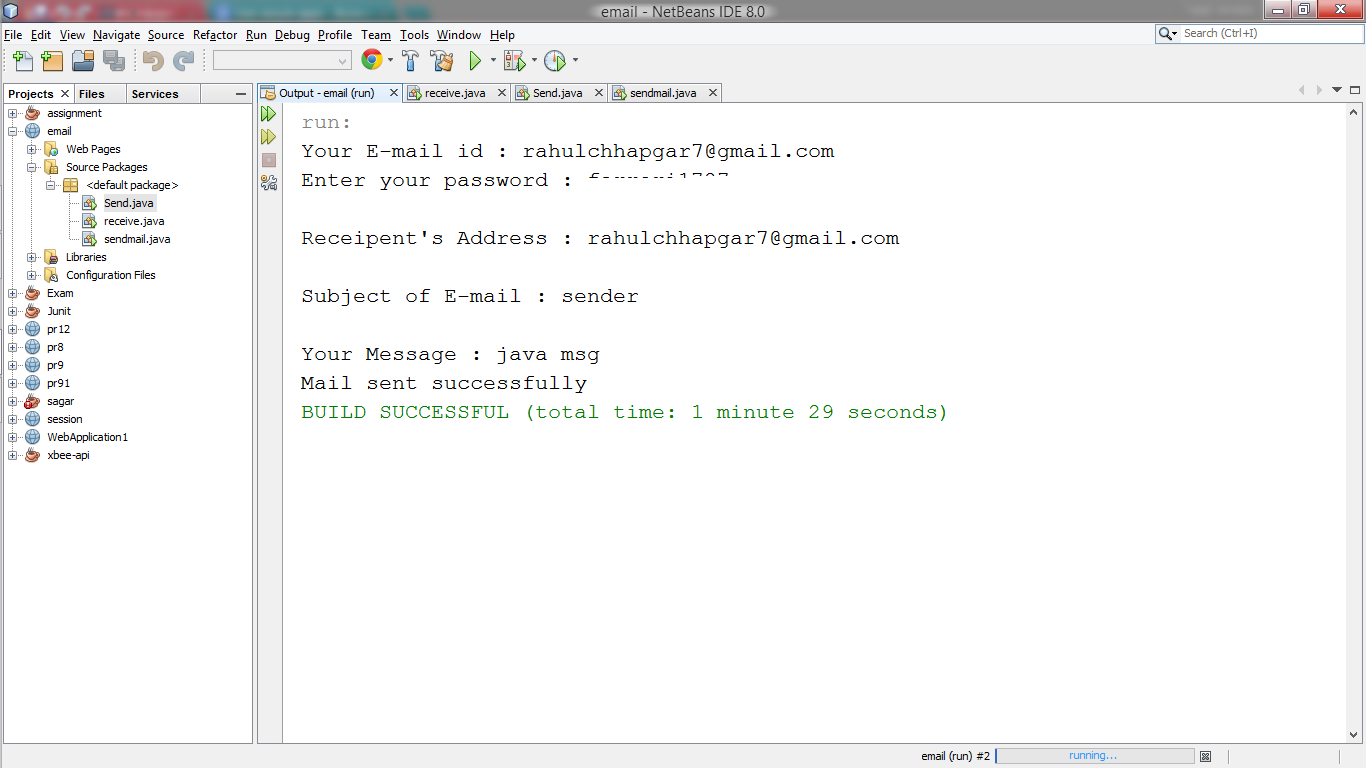 email - NetBeans IDE 8.0
File Edit View Navigate Source Refactor Run Debug Profile Team Tools Window Help
Search (Ctrl+I)
Projects Files Services
Output - email (run) receive.java Send.java sendmail.java
assignment
email
Web Pages
Source Packages
<default package>
Send.java
receive.java
sendmail.java
Libraries
Configuration Files
Exam
Junit
pr12
pr8
pr9
pr91
sagar
session
WebApplication1
xbee-api
run:
Your E-mail id : rahulchhapgar7@gmail.com
Enter your password :
Receipent's Address : rahulchhapgar7@gmail.com
Subject of E-mail : sender
Your Message : java msg
Mail sent successfully
BUILD SUCCESSFUL (total time: 1 minute 29 seconds)
email (run) #2 running...